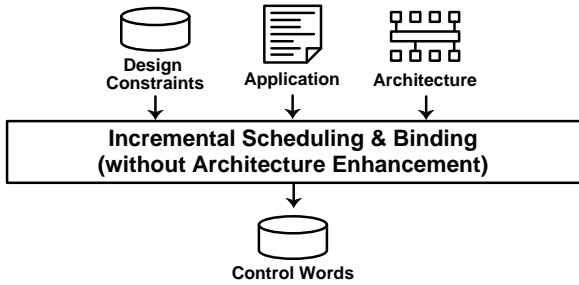 Design
Constraints
Application
Architecture
Incremental Scheduling & Binding
(without Architecture Enhancement)
Control Words